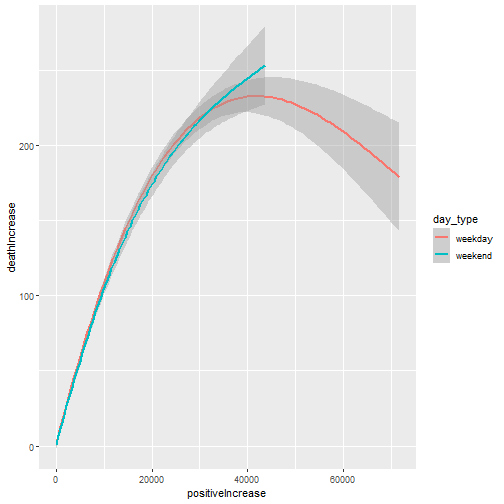 200
100
0
deathIncrease
0 20000 40000 60000
positiveIncrease
day_type
weekday
weekend